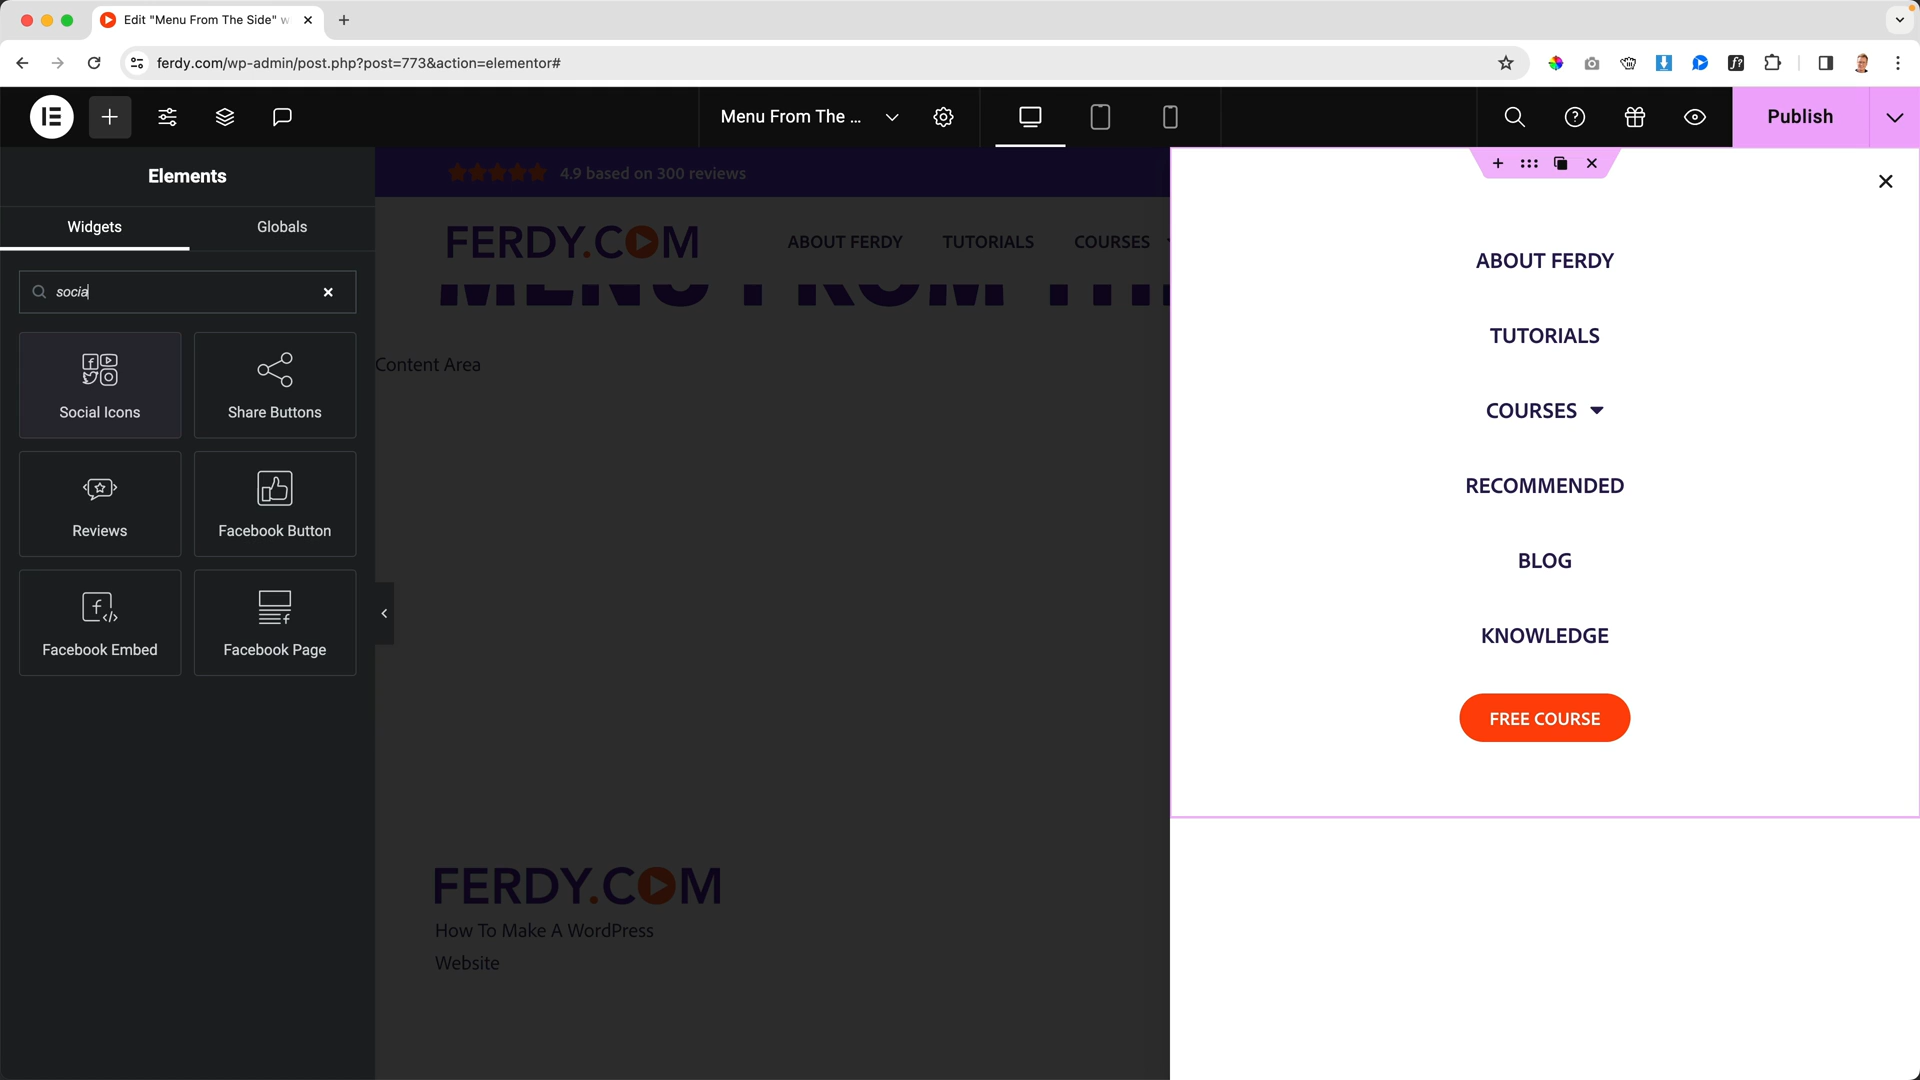 Edit "Menu From The Side" w
ferdy.com/wp-admin/post.php?post=773&action=elementor#
Menu From The ...
Publish
Elements
Widgets
Globals
socia
Social Icons
Share Buttons
Reviews
Facebook Button
Facebook Embed
Facebook Page
4.9 based on 300 reviews
FERDY.COM
ABOUT FERDY
TUTORIALS
COURSES
MENU FROM TH
Content Area
FERDY.COM
How To Make A WordPress
Website
ABOUT FERDY
TUTORIALS
COURSES
RECOMMENDED
BLOG
KNOWLEDGE
FREE COURSE